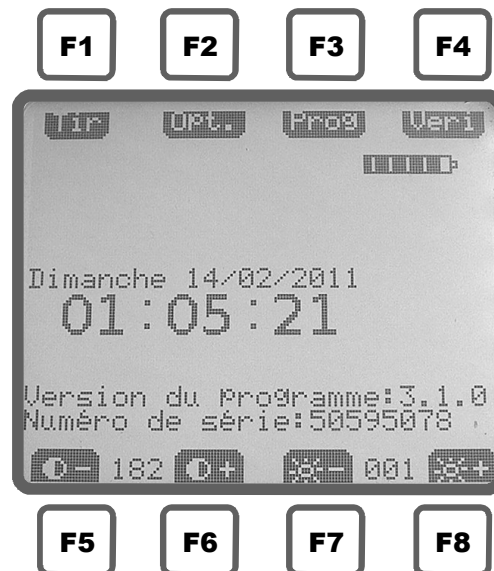 F1 F2 F3 F4
Tir Opt. Prog Veri
Dimanche 14/02/2011
01:05:21
Version du Programme:3.1.0
Numéro de série:50595078
- 182 + - 001 +
F5 F6 F7 F8